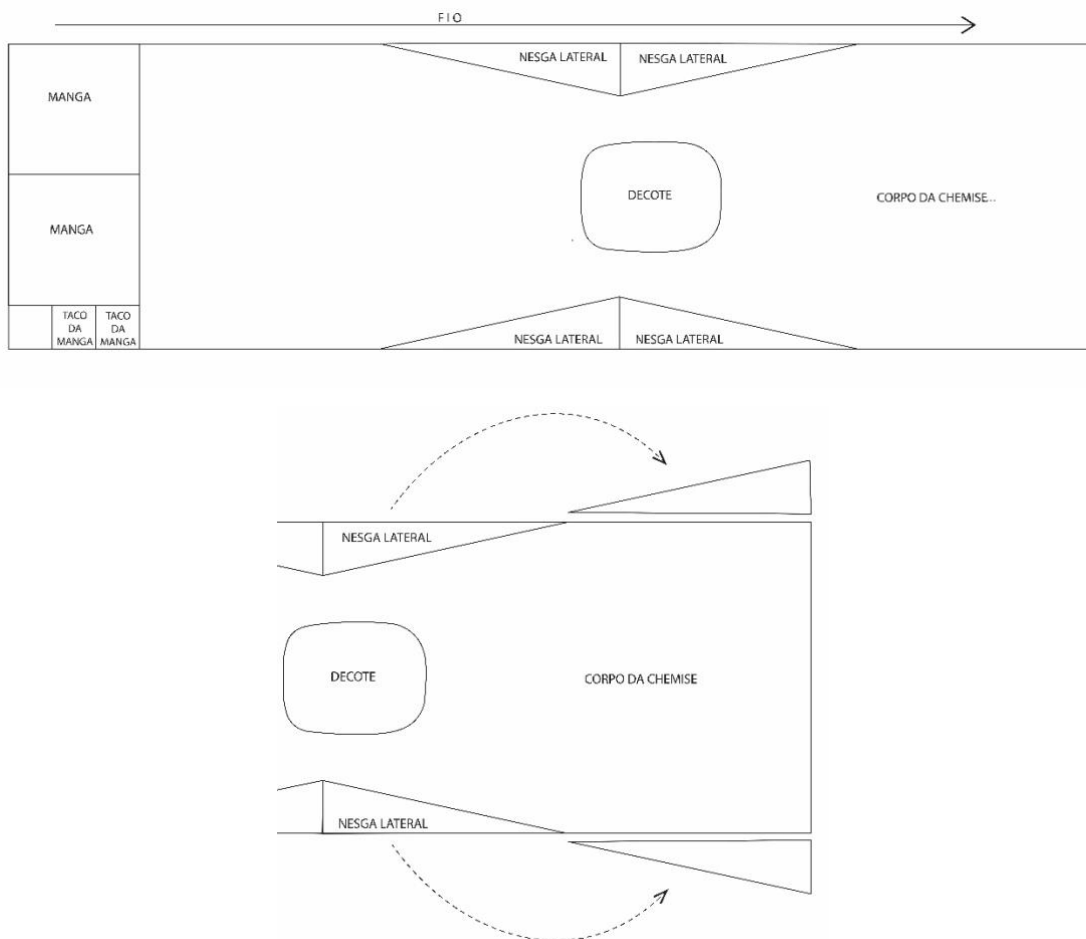 FIO
NESGA LATERAL
NESGA LATERAL
MANGA
DECOTE
CORPO DA CHEMISE...
MANGA
TACO
DA
MANGA
TACO
DA
MANGA
NESGA LATERAL
NESGA LATERAL
NESGA LATERAL
DECOTE
CORPO DA CHEMISE
NESGA LATERAL